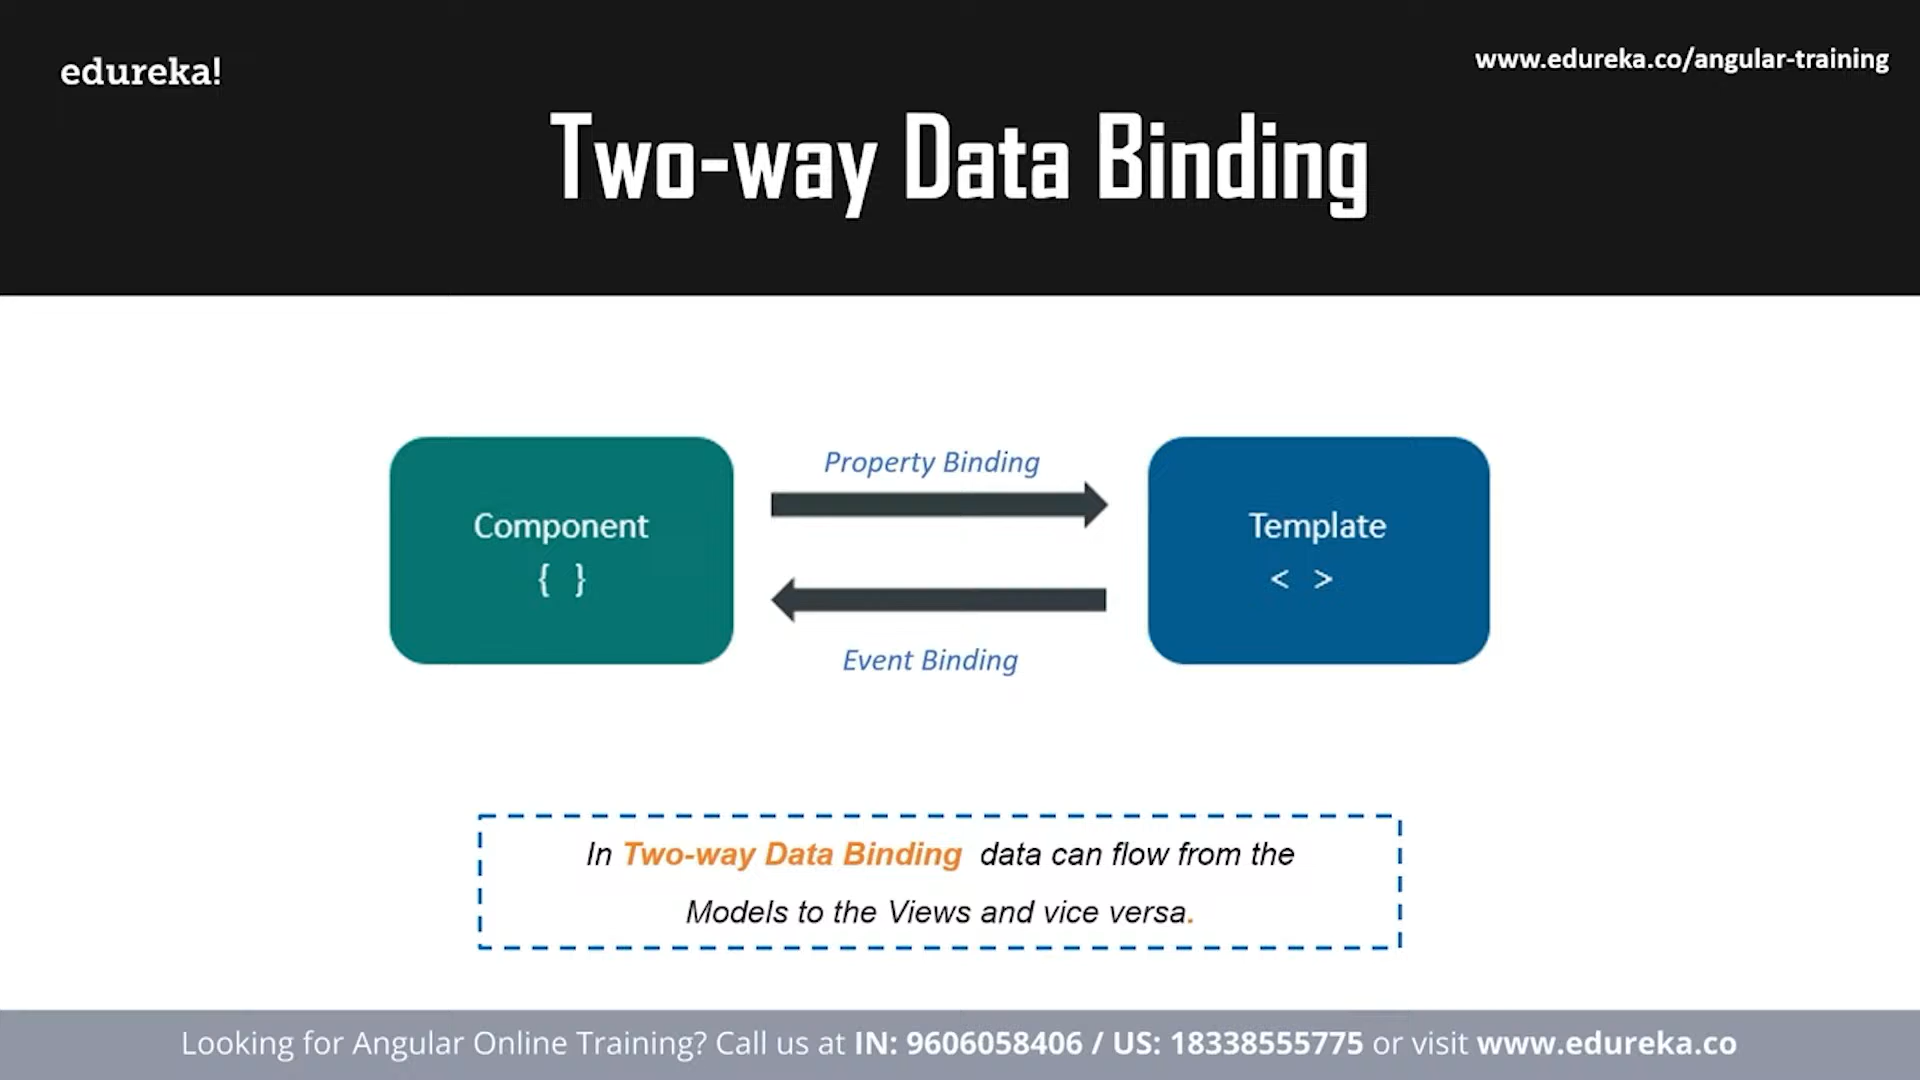 edureka!
www.edureka.co/angular-training
Two-way Data Binding
Property Binding
Component
{ }
Template
< >
Event Binding
In Two-way Data Binding data can flow from the
Models to the Views and vice versa.
Looking for Angular Online Training? Call us at IN: 9606058406 / US: 18338555775 or visit www.edureka.co